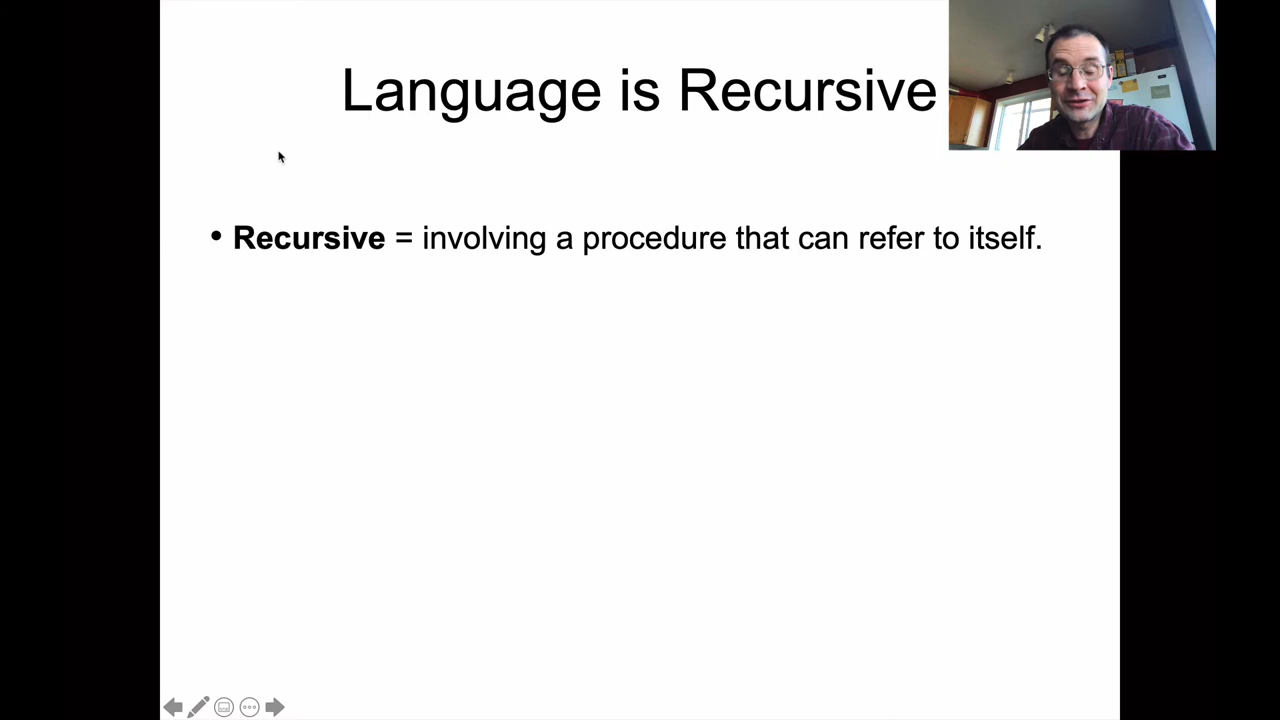 Language is Recursive
• Recursive = involving a procedure that can refer to itself.